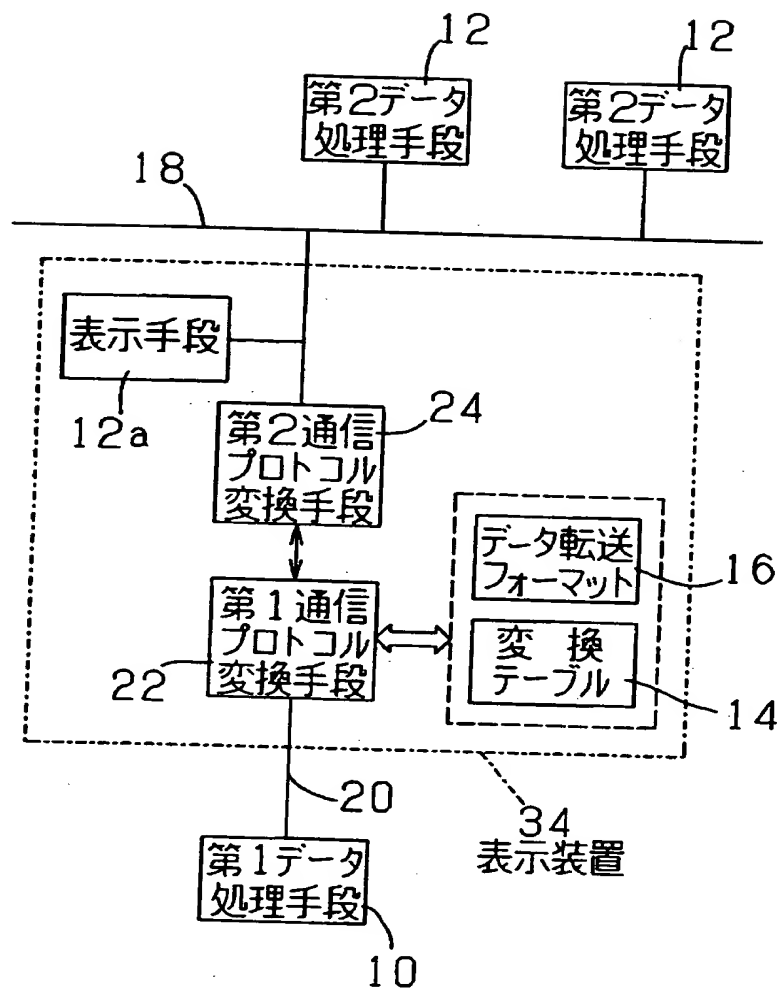 12
12
第2データ
処理手段
第2データ
処理手段
18
表示手段
12a
第2通信
プロトコル
変換手段
24
データ転送
フォーマット
16
第1通信
プロトコル
変換手段
22
変 換
テーブル
14
20
34
表示装置
第1データ
処理手段
10